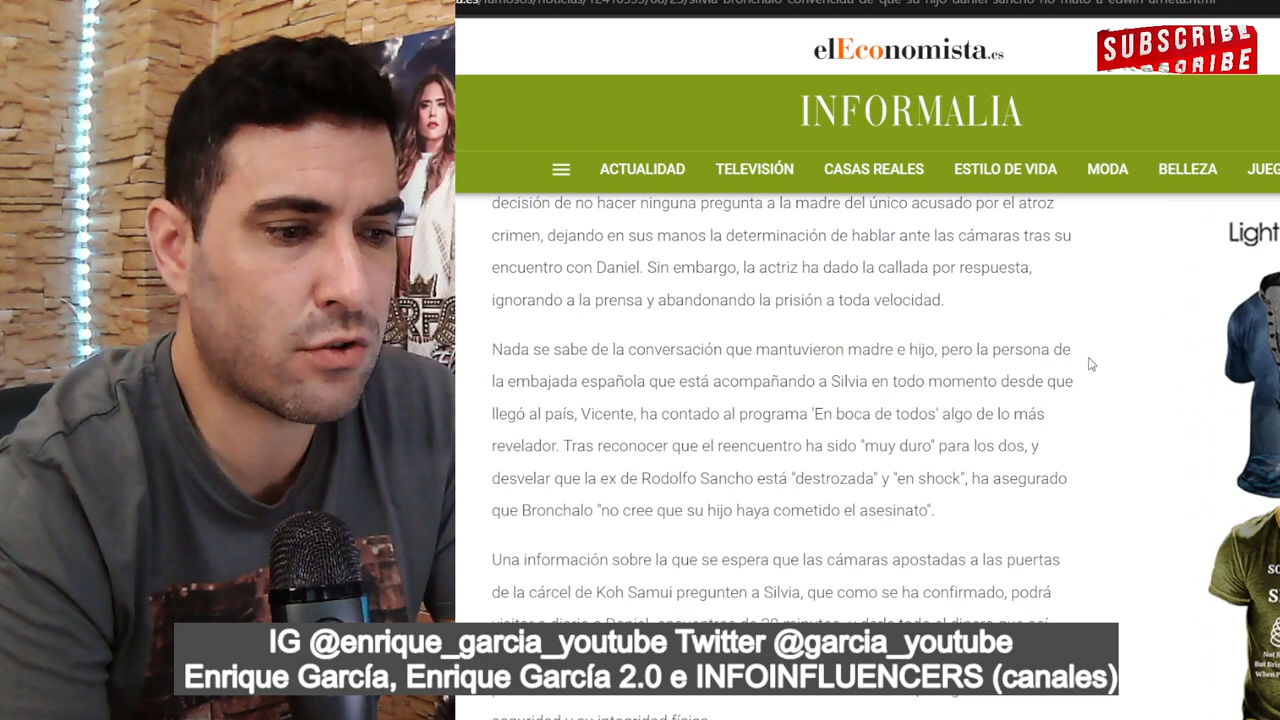 elEconomista.es
SUBSCRIBE
SUBSCRIBE
INFORMALIA
ACTUALIDAD TELEVISIÓN CASAS REALES ESTILO DE VIDA MODA BELLEZA JUEG
decisión de no hacer ninguna pregunta a la madre del único acusado por el atroz
crimen, dejando en sus manos la determinación de hablar ante las cámaras tras su
encuentro con Daniel. Sin embargo, la actriz ha dado la callada por respuesta,
ignorando a la prensa y abandonando la prisión a toda velocidad.
Light
Nada se sabe de la conversación que mantuvieron madre e hijo, pero la persona de
la embajada española que está acompañando a Silvia en todo momento desde que
llegó al país, Vicente, ha contado al programa 'En boca de todos' algo de lo más
revelador. Tras reconocer que el reencuentro ha sido "muy duro" para los dos, y
desvelar que la ex de Rodolfo Sancho está "destrozada" y "en shock", ha asegurado
que Bronchalo "no cree que su hijo haya cometido el asesinato".
Una información sobre la que se espera que las cámaras apostadas a las puertas
de la cárcel de Koh Samui pregunten a Silvia, que como se ha confirmado, podrá
IG @enrique_garcia_youtube Twitter @garcia_youtube
Enrique García, Enrique García 2.0 e INFOINFLUENCERS (canales)